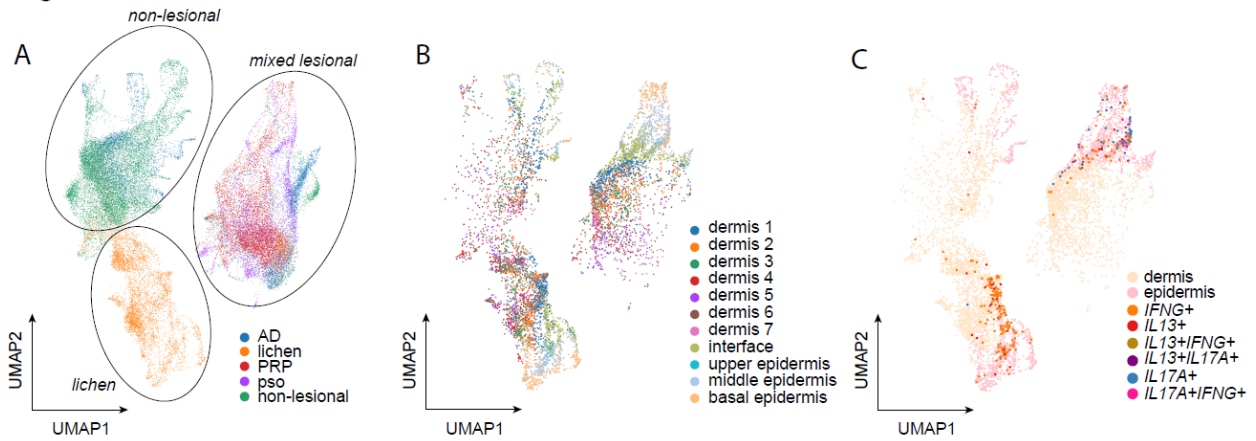 non-lesional
A
mixed lesional
B
C
lichen
AD
lichen
PRP
pso
non-lesional
UMAP2
UMAP1
dermis 1
dermis 2
dermis 3
dermis 4
dermis 5
dermis 6
dermis 7
interface
upper epidermis
middle epidermis
basal epidermis
UMAP2
UMAP1
dermis
epidermis
IFNG+
IL13+
IL13+IFNG+
IL13+IL17A+
IL17A+
IL17A+IFNG+
UMAP2
UMAP1